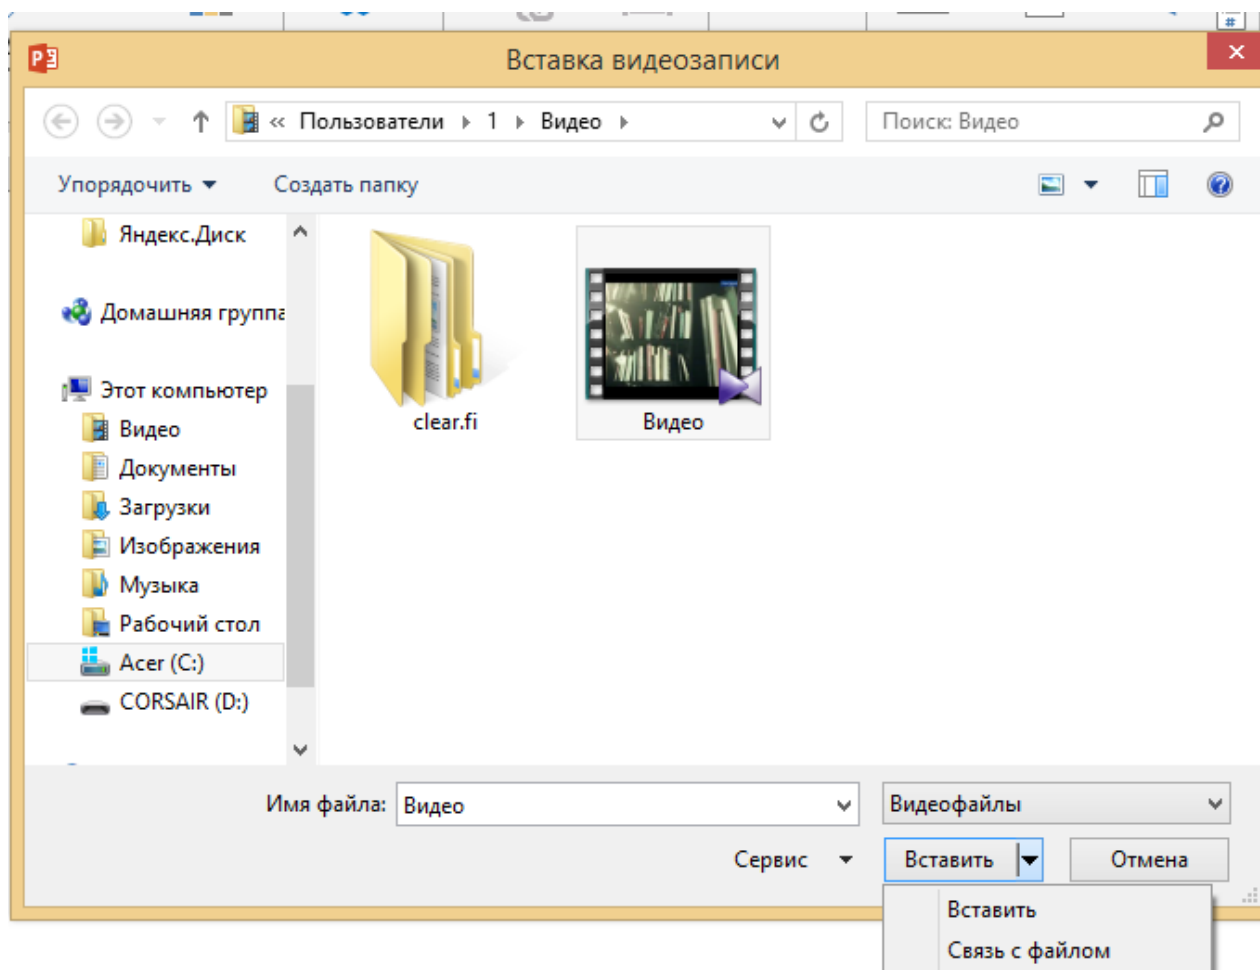 Вставка видеозаписи
« Пользователи ▸ 1 ▸ Видео ▸
Поиск: Видео
Упорядочить
Создать папку
Яндекс.Диск
Домашняя группа
Этот компьютер
Видео
Документы
Загрузки
Изображения
Музыка
Рабочий стол
Acer (C:)
CORSAIR (D:)
clear.fi
Видео
Имя файла: Видео
Видеофайлы
Сервис
Вставить
Отмена
Вставить
Связь с файлом